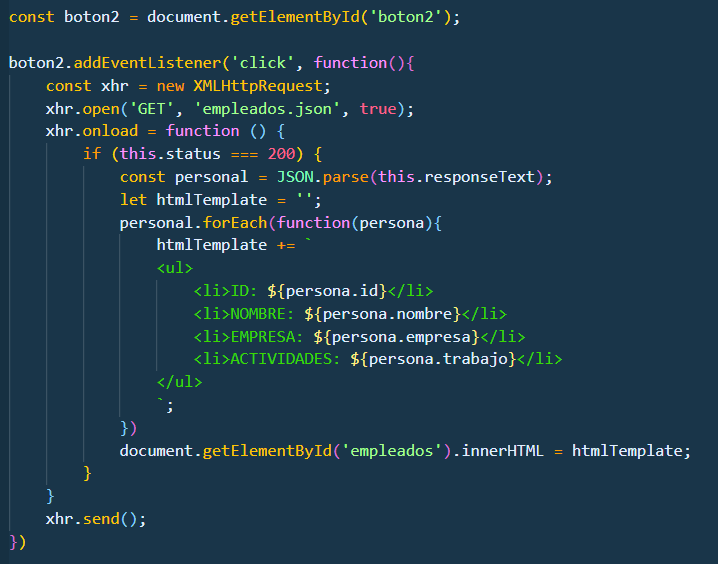 const boton2 = document.getElementById('boton2');

boton2.addEventListener('click', function(){
    const xhr = new XMLHttpRequest;
    xhr.open('GET', 'empleados.json', true);
    xhr.onload = function () {
        if (this.status === 200) {
            const personal = JSON.parse(this.responseText);
            let htmlTemplate = '';
            personal.forEach(function(persona){
                htmlTemplate += `
                <ul>
                    <li>ID: ${persona.id}</li>
                    <li>NOMBRE: ${persona.nombre}</li>
                    <li>EMPRESA: ${persona.empresa}</li>
                    <li>ACTIVIDADES: ${persona.trabajo}</li>
                </ul>
                `;
            })
            document.getElementById('empleados').innerHTML = htmlTemplate;
        }
    }
    xhr.send();
})